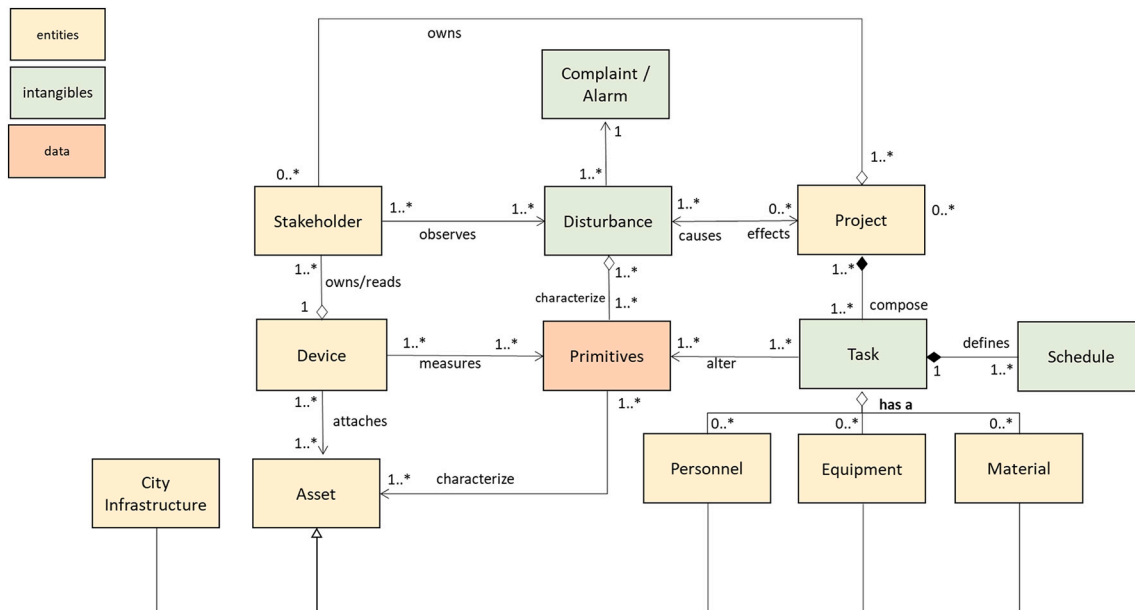 entities
owns
Complaint /
Alarm
intangibles
data
1
1..*
0..*
1..*
Stakeholder
1..*
1..*
observes
Disturbance
1..*
0..*
causes
effects
Project
0..*
1..*
owns/reads
1
1..*
characterize
1..*
1..*
1..*
compose
Device
1..*
1..*
measures
Primitives
1..*
1..*
alter
Task
defines
1
1..*
Schedule
1..*
attaches
1..*
1..*
has a
0..*
0..*
0..*
Personnel
Equipment
Material
City
Infrastructure
Asset
1..*
characterize